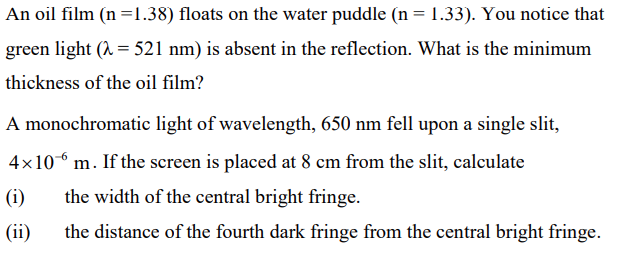 An oil film (n =1.38) floats on the water puddle (n = 1.33). You notice that
green light (λ = 521 nm) is absent in the reflection. What is the minimum
thickness of the oil film?
A monochromatic light of wavelength, 650 nm fell upon a single slit,
4×10⁻⁶ m. If the screen is placed at 8 cm from the slit, calculate
(i) the width of the central bright fringe.
(ii) the distance of the fourth dark fringe from the central bright fringe.